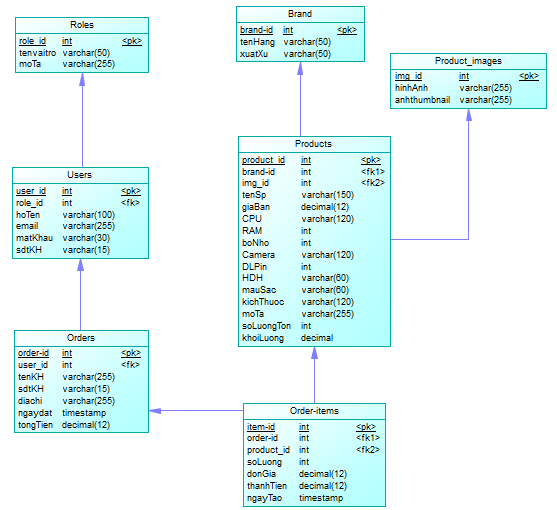 Roles
role_id int <pk>
tenvaitro varchar(50)
moTa varchar(255)
Brand
brand-id int <pk>
tenHang varchar(50)
xuatXu varchar(50)
Product_images
img_id int <pk>
hinhAnh varchar(255)
anhthumbnail varchar(255)
Users
user_id int <pk>
role_id int <fk>
hoTen varchar(100)
email varchar(255)
matKhau varchar(30)
sdtKH varchar(15)
Products
product_id int <pk>
brand-id int <fk1>
img_id int <fk2>
tenSp varchar(150)
giaBan decimal(12)
CPU varchar(120)
RAM int
boNho int
Camera varchar(120)
DLPin int
HDH varchar(60)
mauSac varchar(60)
kichThuoc varchar(120)
moTa varchar(255)
soLuongTon int
khoiLuong decimal
Orders
order-id int <pk>
user_id int <fk>
tenKH varchar(255)
sdtKH varchar(15)
diachi varchar(255)
ngaydat timestamp
tongTien decimal(12)
Order-items
item-id int <pk>
order-id int <fk1>
product_id int <fk2>
soLuong int
donGia decimal(12)
thanhTien decimal(12)
ngayTao timestamp